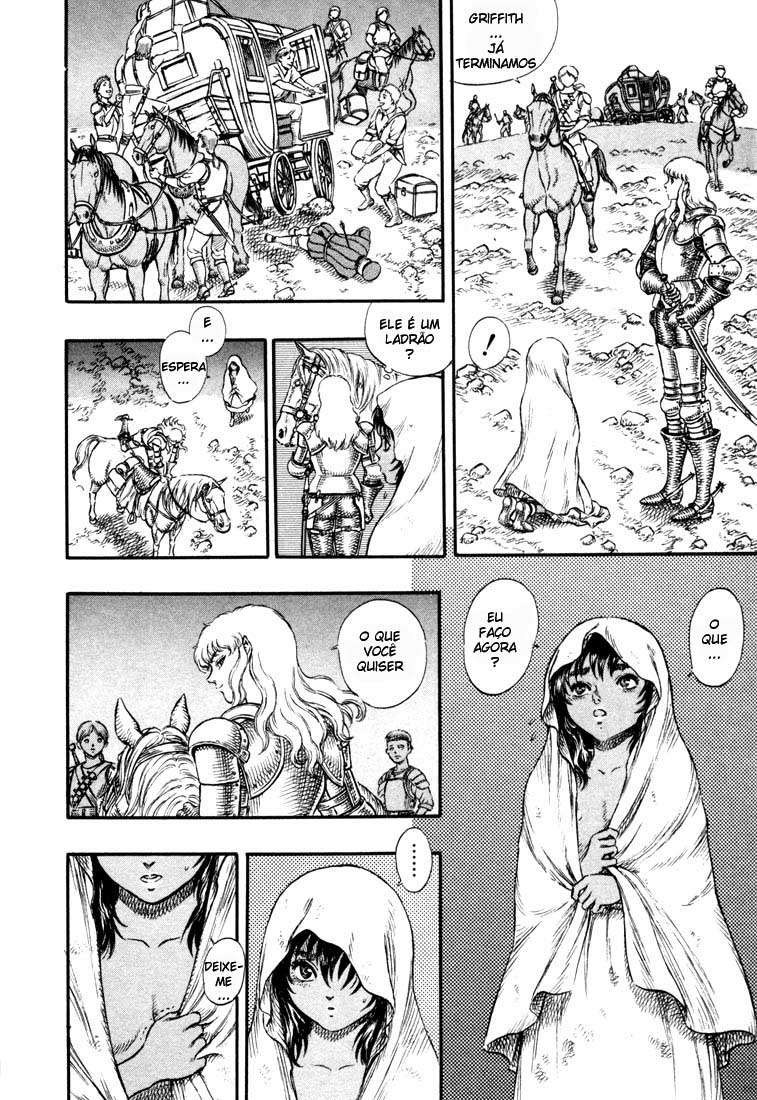 GRIFFITH
...
JÁ
TERMINAMOS
!
ELE É UM
LADRÃO
?
E
...
ESPERA
...
O
QUE
...
EU
FAÇO
AGORA
?
O QUE
VOCÊ
QUISER
......
DEIXE-
ME
...